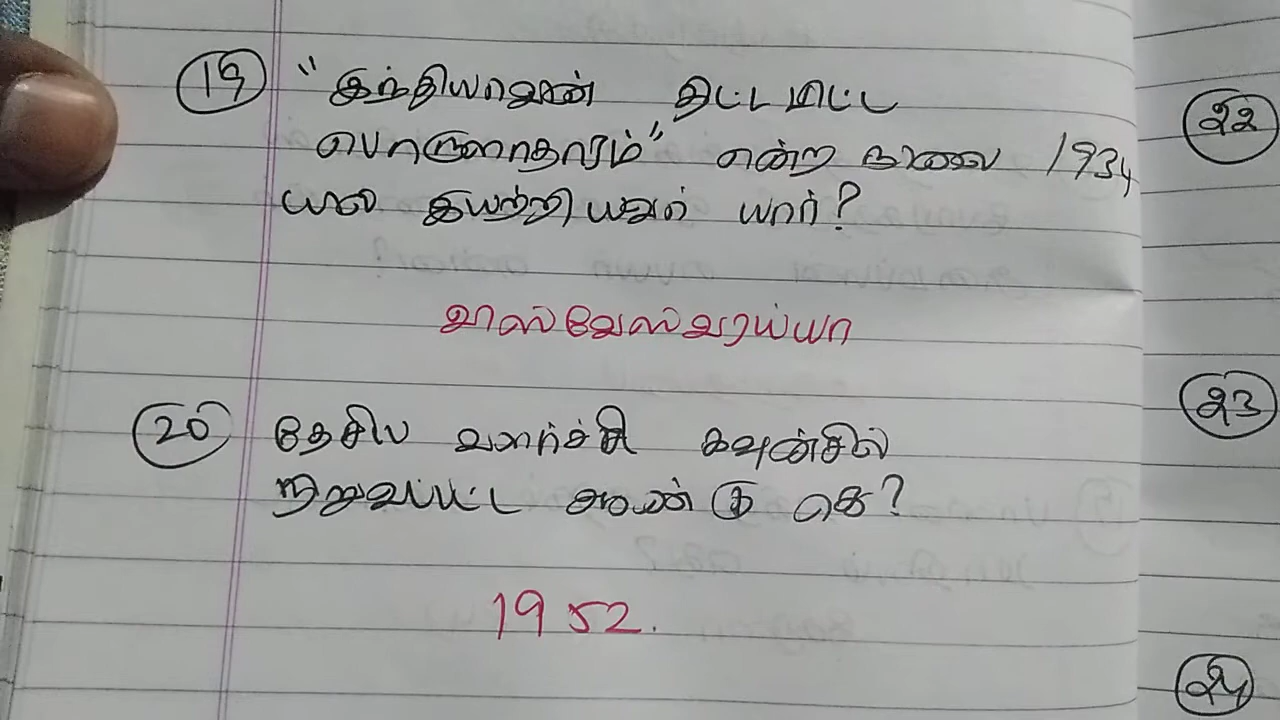 19 "இந்தியாவின் திட்டமிட்ட
பொருளாதாரம்" என்ற நூலை 1934
யில் இயற்றியவர் யார்?
விஸ்வேஸ்வரய்யா
20 தேசிய வளர்ச்சி கவுன்சில்
நிறுவப்பட்ட ஆண்டு எது?
1952.
22
23
24